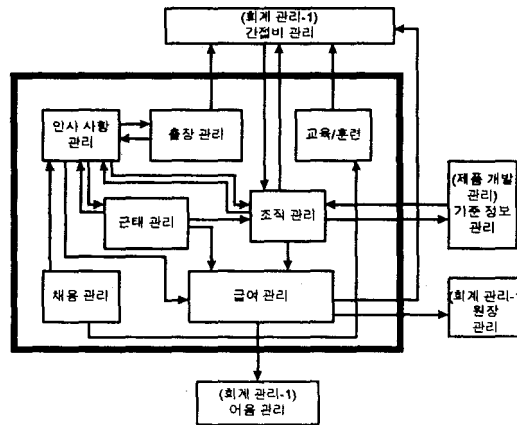 (회계 관리-1)
간접비 관리
인사 사항
관리
출장 관리
교육/훈련
(제품 개발
관리)
기준 정보
관리
근태 관리
조직 관리
채용 관리
급여 관리
(회계 관리-1
원장
관리
(회계 관리-1)
어음 관리